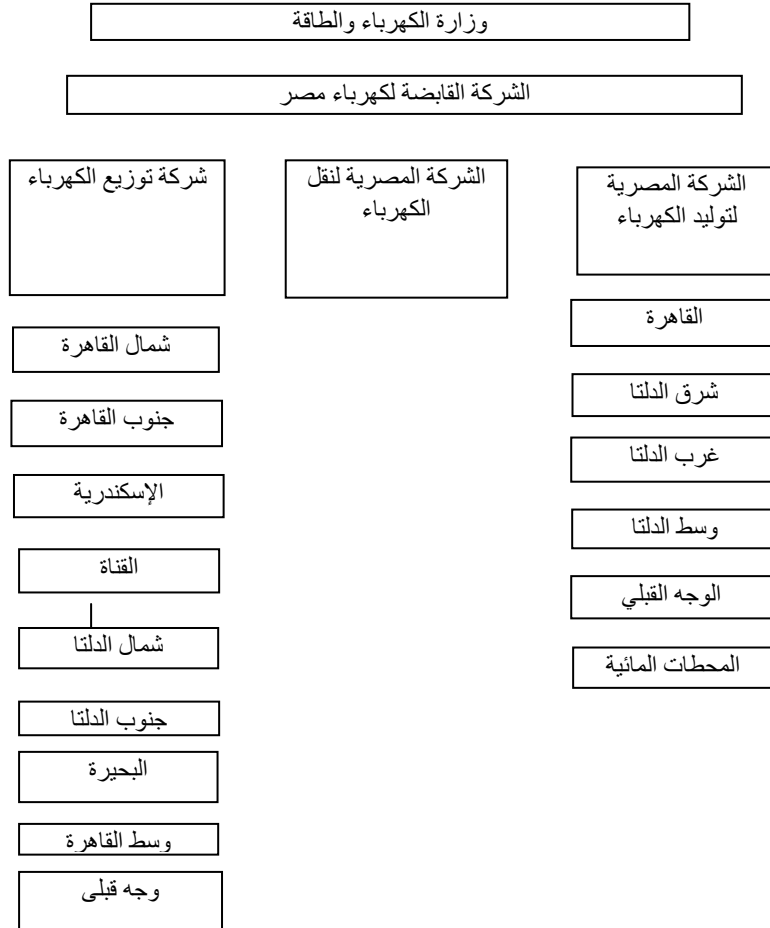 وزارة الكهرباء والطاقة
الشركة القابضة لكهرباء مصر
الشركة المصرية
لتوليد الكهرباء
القاهرة
شرق الدلتا
غرب الدلتا
وسط الدلتا
الوجه القبلي
المحطات المائية
الشركة المصرية لنقل
الكهرباء
شركة توزيع الكهرباء
شمال القاهرة
جنوب القاهرة
الإسكندرية
القناة
شمال الدلتا
جنوب الدلتا
البحيرة
وسط القاهرة
وجه قبلى